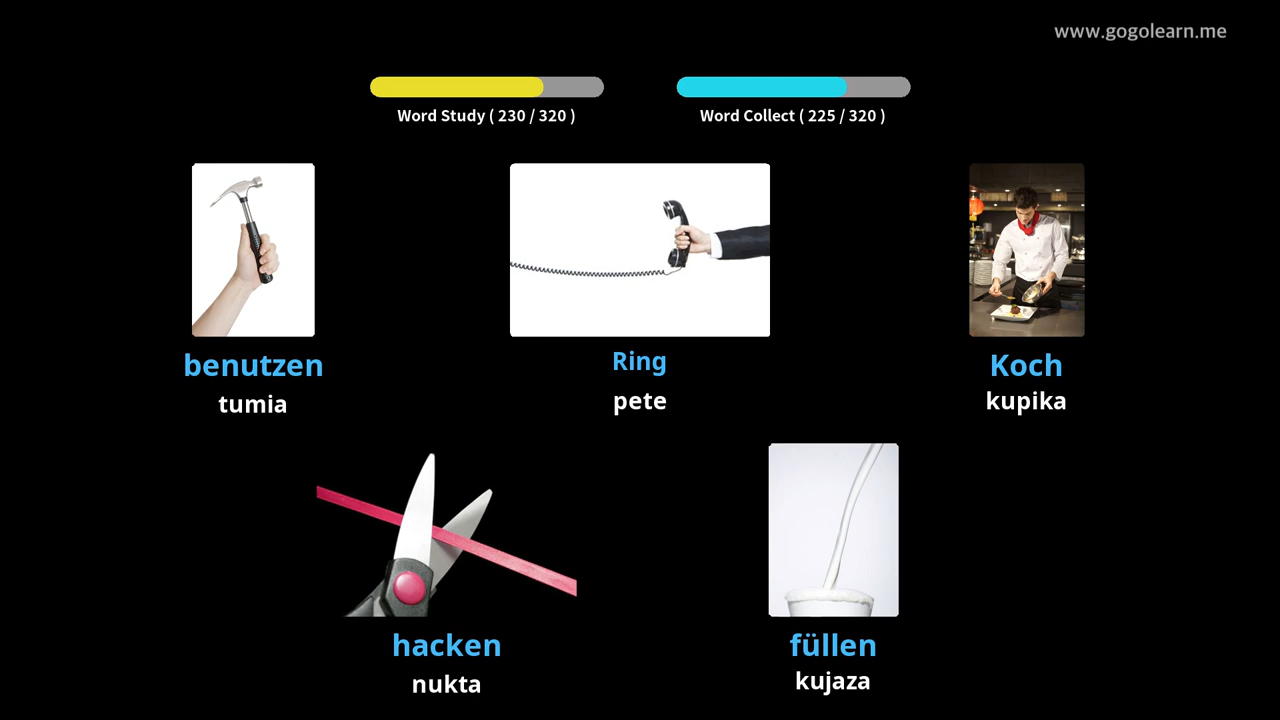 www.gogolearn.me
Word Study ( 230 / 320 )
Word Collect ( 225 / 320 )
benutzen
tumia
Ring
pete
Koch
kupika
hacken
nukta
füllen
kujaza